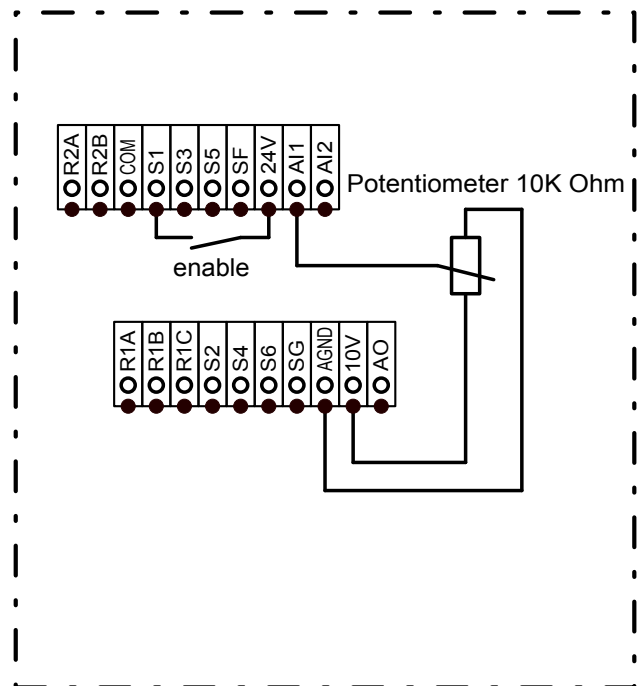 R2A R2B COM S1 S3 S5 SF 24V AI1 AI2
Potentiometer 10K Ohm
enable
R1A R1B R1C S2 S4 S6 SG AGND 10V AO